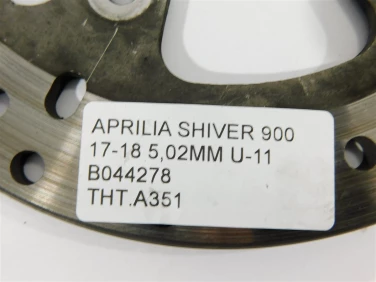 APRILIA SHIVER 900
17-18 5,02MM U-11
B044278
THT.A351